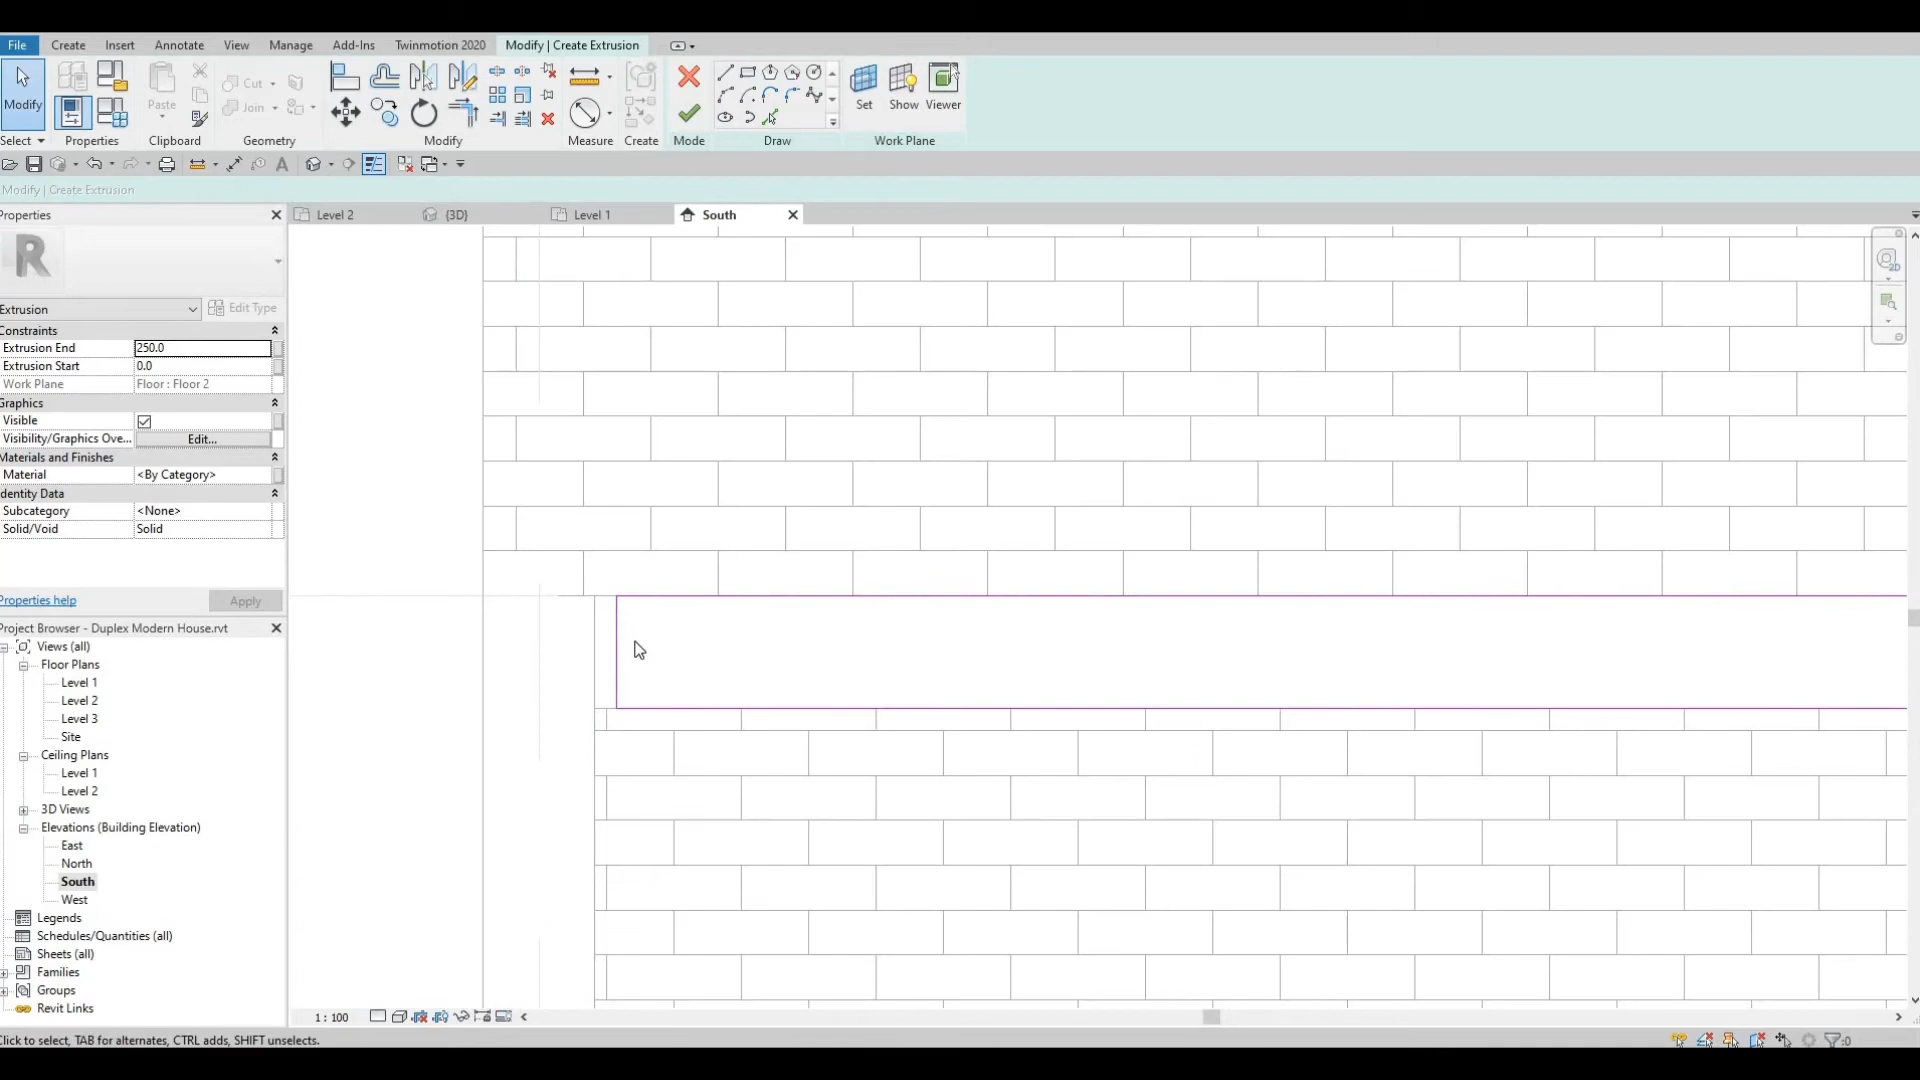 File Create Insert Annotate View Manage Add-Ins Twinmotion 2020 Modify | Create Extrusion
Modify Paste Cut Join Set Show Viewer
Select Properties Clipboard Geometry Modify Measure Create Mode Draw Work Plane
Modify | Create Extrusion
Properties
Level 2 {3D} Level 1 South
Extrusion Edit Type
Constraints
Extrusion End 250.0
Extrusion Start 0.0
Work Plane Floor : Floor 2
Graphics
Visible
Visibility/Graphics Ove... Edit...
Materials and Finishes
Material <By Category>
dentity Data
Subcategory <None>
Solid/Void Solid
Properties help Apply
Project Browser - Duplex Modern House.rvt
Views (all)
Floor Plans
Level 1
Level 2
Level 3
Site
Ceiling Plans
Level 1
Level 2
3D Views
Elevations (Building Elevation)
East
North
South
West
Legends
Schedules/Quantities (all)
Sheets (all)
Families
Groups
Revit Links
1 : 100
Click to select, TAB for alternates, CTRL adds, SHIFT unselects.
:0